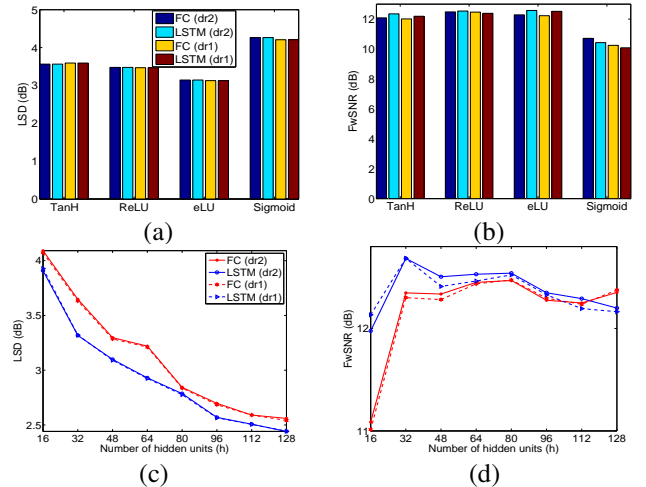 FC (dr2)
LSTM (dr2)
FC (dr1)
LSTM (dr1)
5
4
3
2
1
0
LSD (dB)
TanH ReLU eLU Sigmoid
(a)
12
10
8
6
4
2
0
FwSNR (dB)
TanH ReLU eLU Sigmoid
(b)
FC (dr2)
LSTM (dr2)
FC (dr1)
LSTM (dr1)
4
3.5
3
2.5
LSD (dB)
16 32 48 64 80 96 112 128
Number of hidden units (h)
(c)
12
11
FwSNR (dB)
16 32 48 64 80 96 112 128
Number of hidden units (h)
(d)